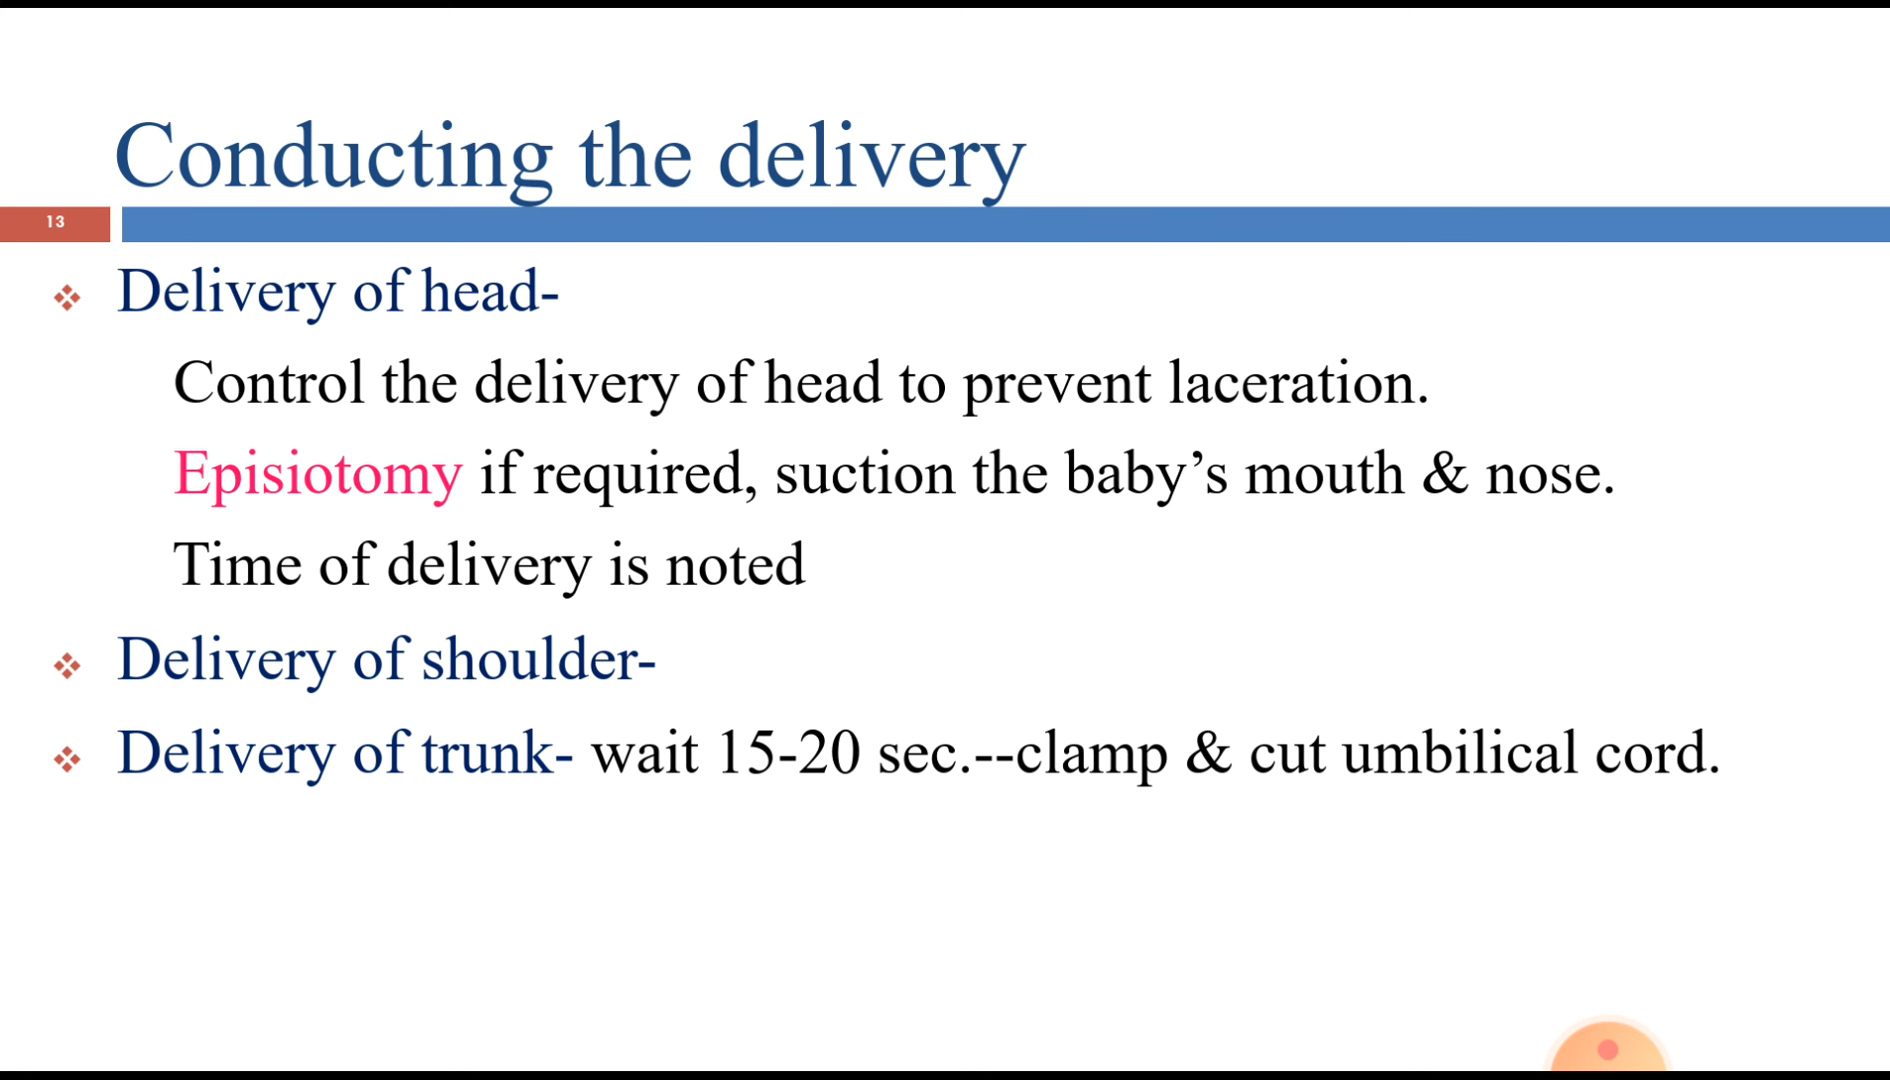 Conducting the delivery
13
Delivery of head-
Control the delivery of head to prevent laceration.
Episiotomy if required, suction the baby’s mouth & nose.
Time of delivery is noted
Delivery of shoulder-
Delivery of trunk- wait 15-20 sec.--clamp & cut umbilical cord.